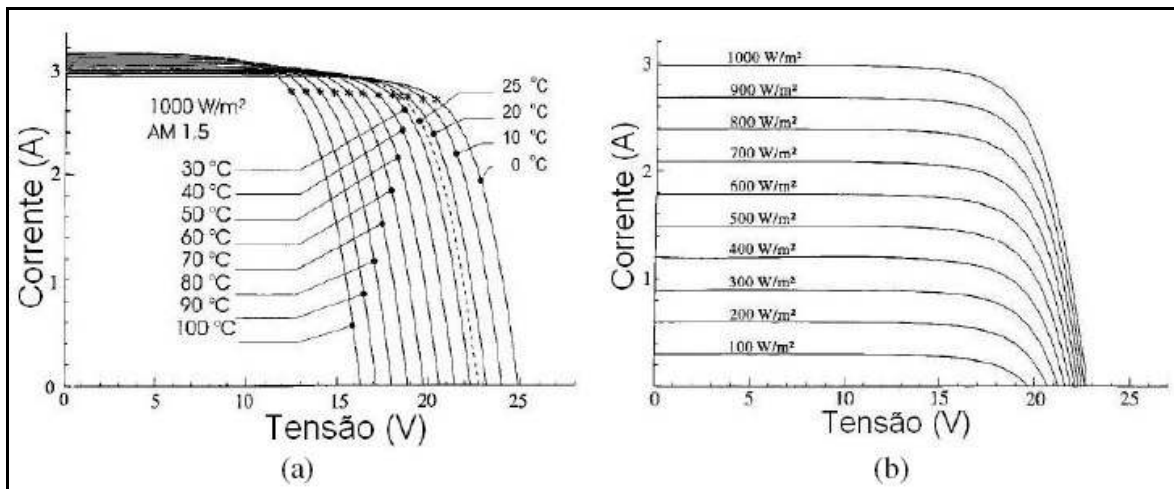 Corrente (A)
3
2
1
0
1000 W/m²
AM 1.5
25 °C
20 °C
10 °C
0 °C
30 °C
40 °C
50 °C
60 °C
70 °C
80 °C
90 °C
100 °C
0 5 10 15 20 25
Tensão (V)
(a)
Corrente (A)
3
2
1
1000 W/m²
900 W/m²
800 W/m²
700 W/m²
600 W/m²
500 W/m²
400 W/m²
300 W/m²
200 W/m²
100 W/m²
0 5 10 15 20 25
Tensão (V)
(b)